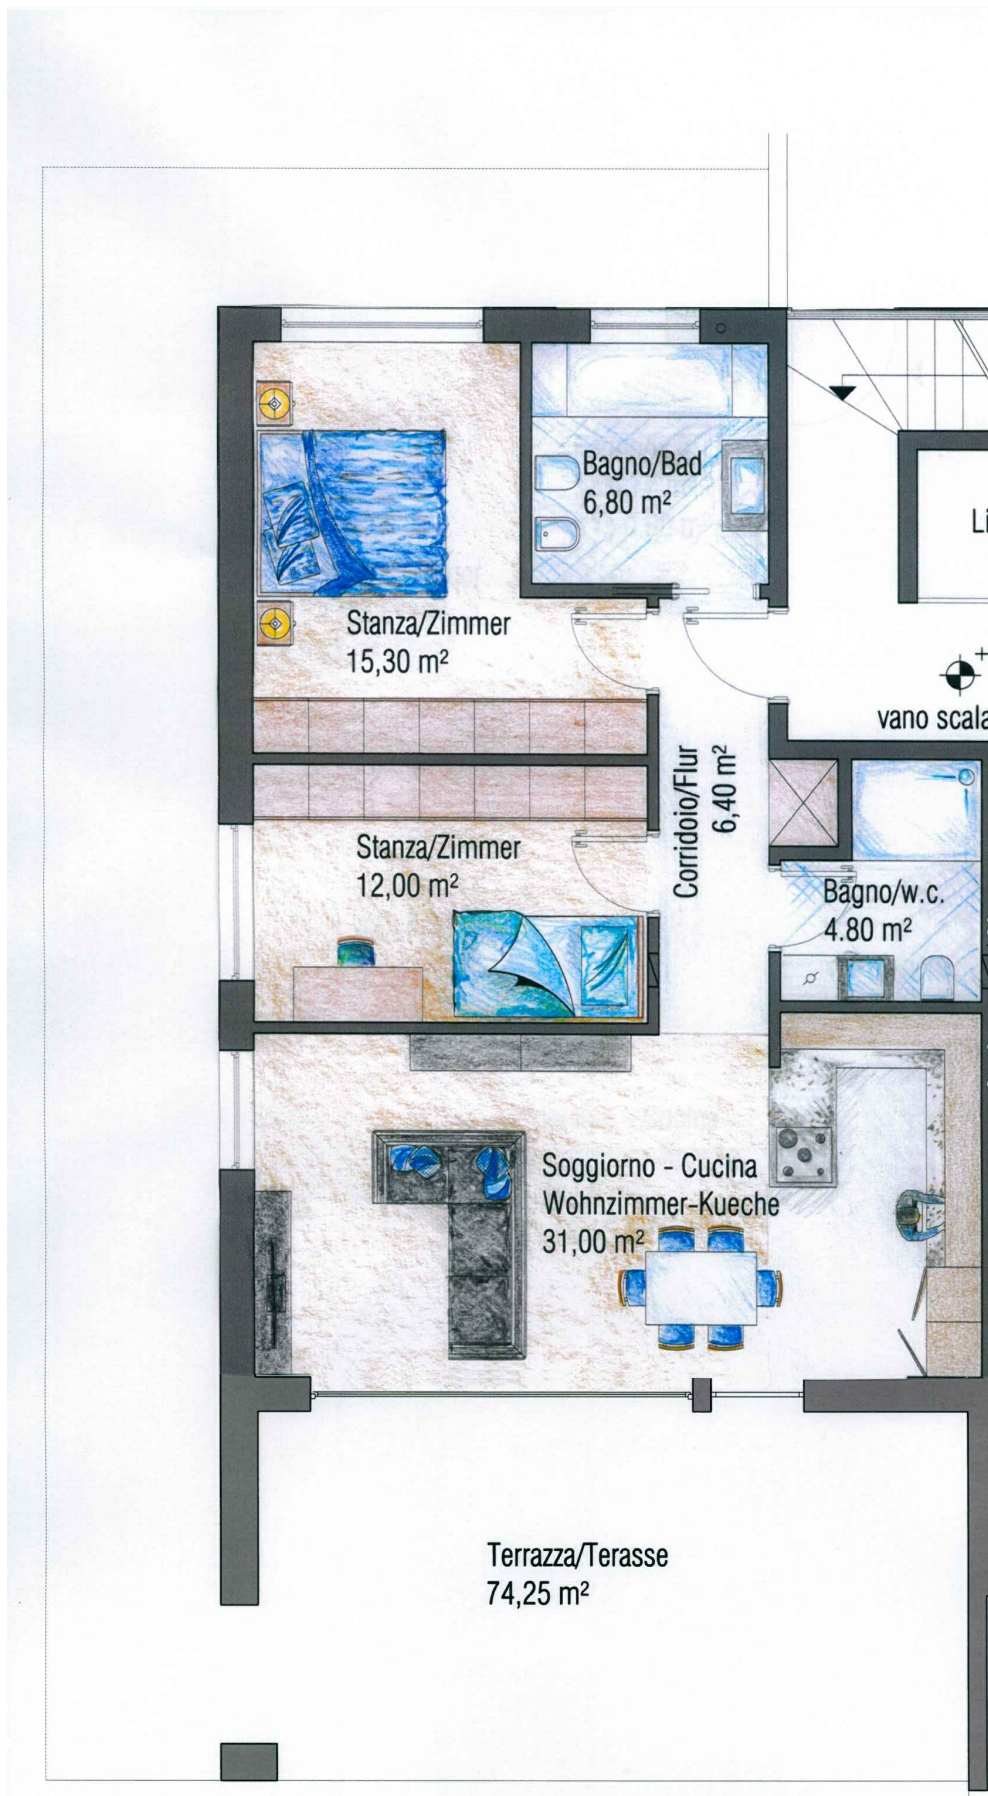 Bagno/Bad
6,80 m²
Li
Stanza/Zimmer
15,30 m²
+
vano scala
Corridoio/Flur
6,40 m²
Stanza/Zimmer
12,00 m²
Bagno/w.c.
4.80 m²
Soggiorno - Cucina
Wohnzimmer-Kueche
31,00 m²
Terrazza/Terasse
74,25 m²